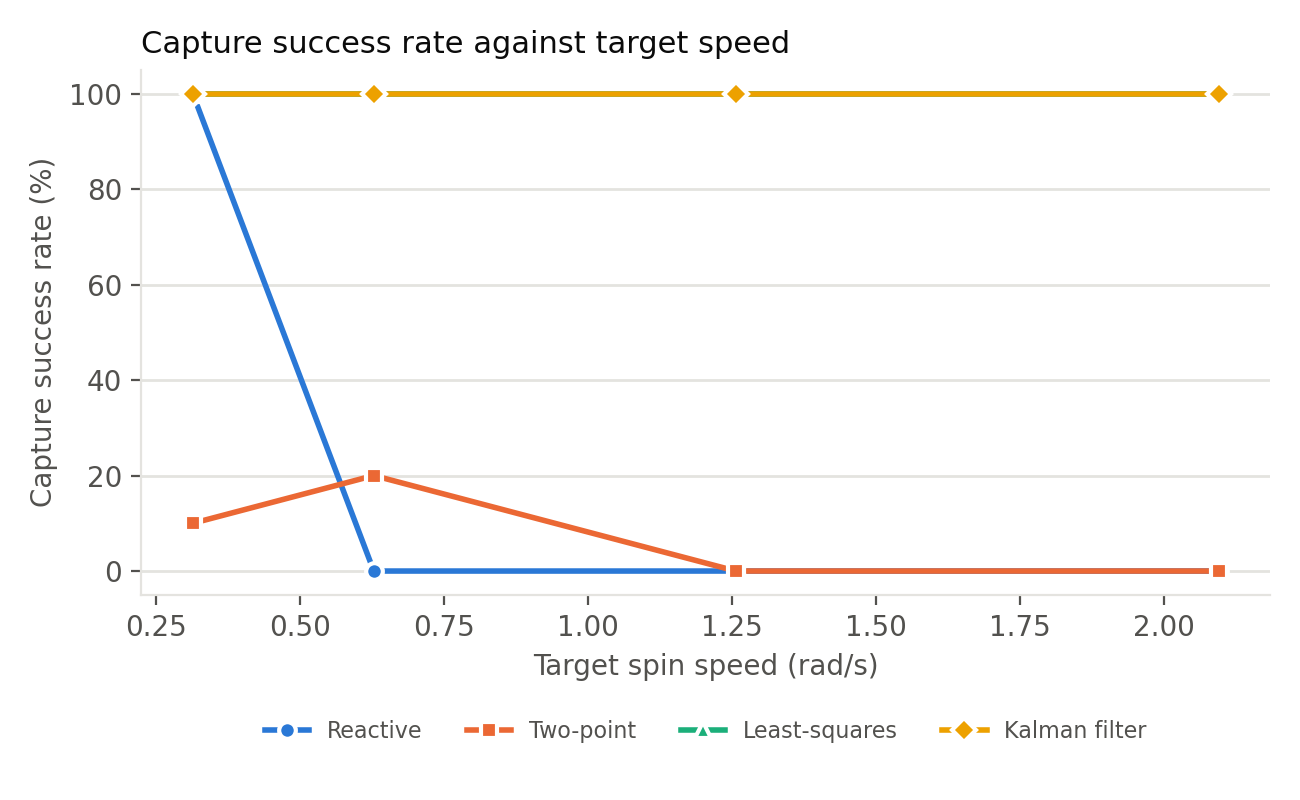 Capture success rate against target speed
100
80
60
40
20
0
Capture success rate (%)
0.25 0.50 0.75 1.00 1.25 1.50 1.75 2.00
Target spin speed (rad/s)
Reactive Two-point Least-squares Kalman filter